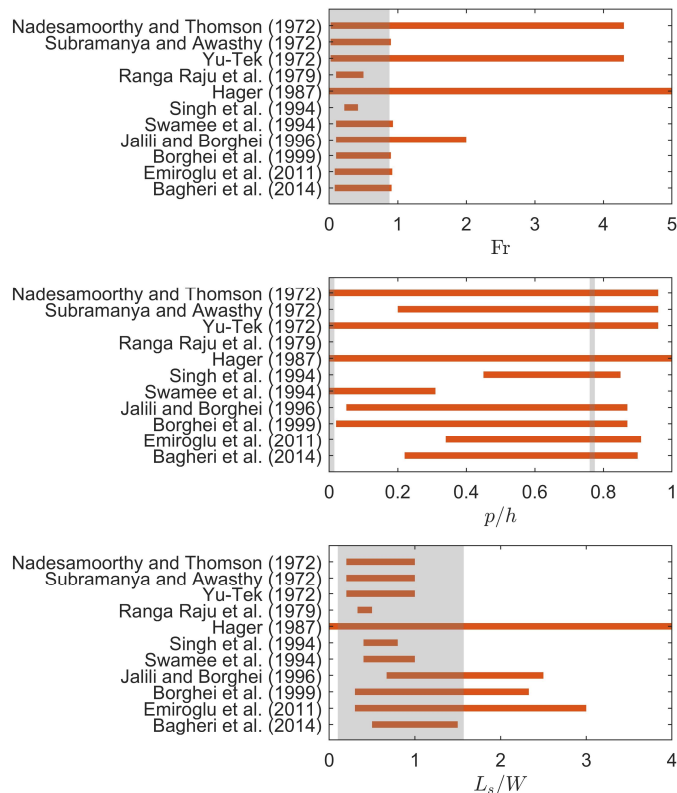 Nadesamoorthy and Thomson (1972)
Subramanya and Awasthy (1972)
Yu-Tek (1972)
Ranga Raju et al. (1979)
Hager (1987)
Singh et al. (1994)
Swamee et al. (1994)
Jalili and Borghei (1996)
Borghei et al. (1999)
Emiroglu et al. (2011)
Bagheri et al. (2014)
0 1 2 3 4 5
Fr
Nadesamoorthy and Thomson (1972)
Subramanya and Awasthy (1972)
Yu-Tek (1972)
Ranga Raju et al. (1979)
Hager (1987)
Singh et al. (1994)
Swamee et al. (1994)
Jalili and Borghei (1996)
Borghei et al. (1999)
Emiroglu et al. (2011)
Bagheri et al. (2014)
0 0.2 0.4 0.6 0.8 1
p/h
Nadesamoorthy and Thomson (1972)
Subramanya and Awasthy (1972)
Yu-Tek (1972)
Ranga Raju et al. (1979)
Hager (1987)
Singh et al. (1994)
Swamee et al. (1994)
Jalili and Borghei (1996)
Borghei et al. (1999)
Emiroglu et al. (2011)
Bagheri et al. (2014)
0 1 2 3 4
L_s/W